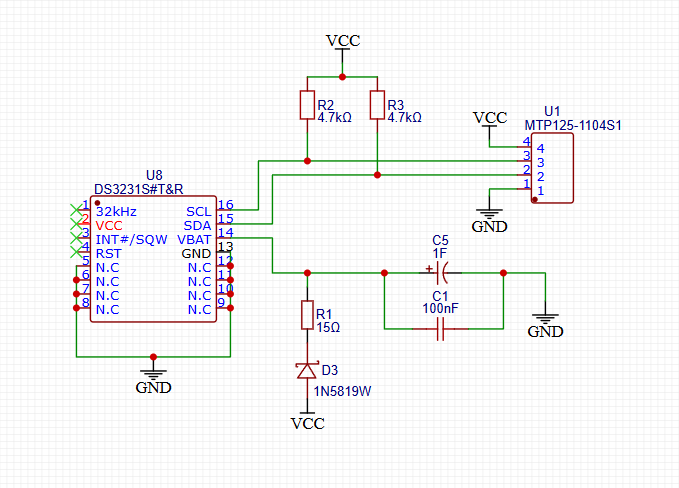 VCC
R2
4.7kΩ
R3
4.7kΩ
VCC
U1
MTP125-1104S1
4 4
3 3
2 2
1 1
GND
U8
DS3231S#T&R
1 32kHz SCL 16
2 VCC SDA 15
3 INT#/SQW VBAT 14
4 RST GND 13
5 N.C N.C 12
6 N.C N.C 11
7 N.C N.C 10
8 N.C N.C 9
GND
R1
15Ω
D3
1N5819W
VCC
C5
1F
+
C1
100nF
GND